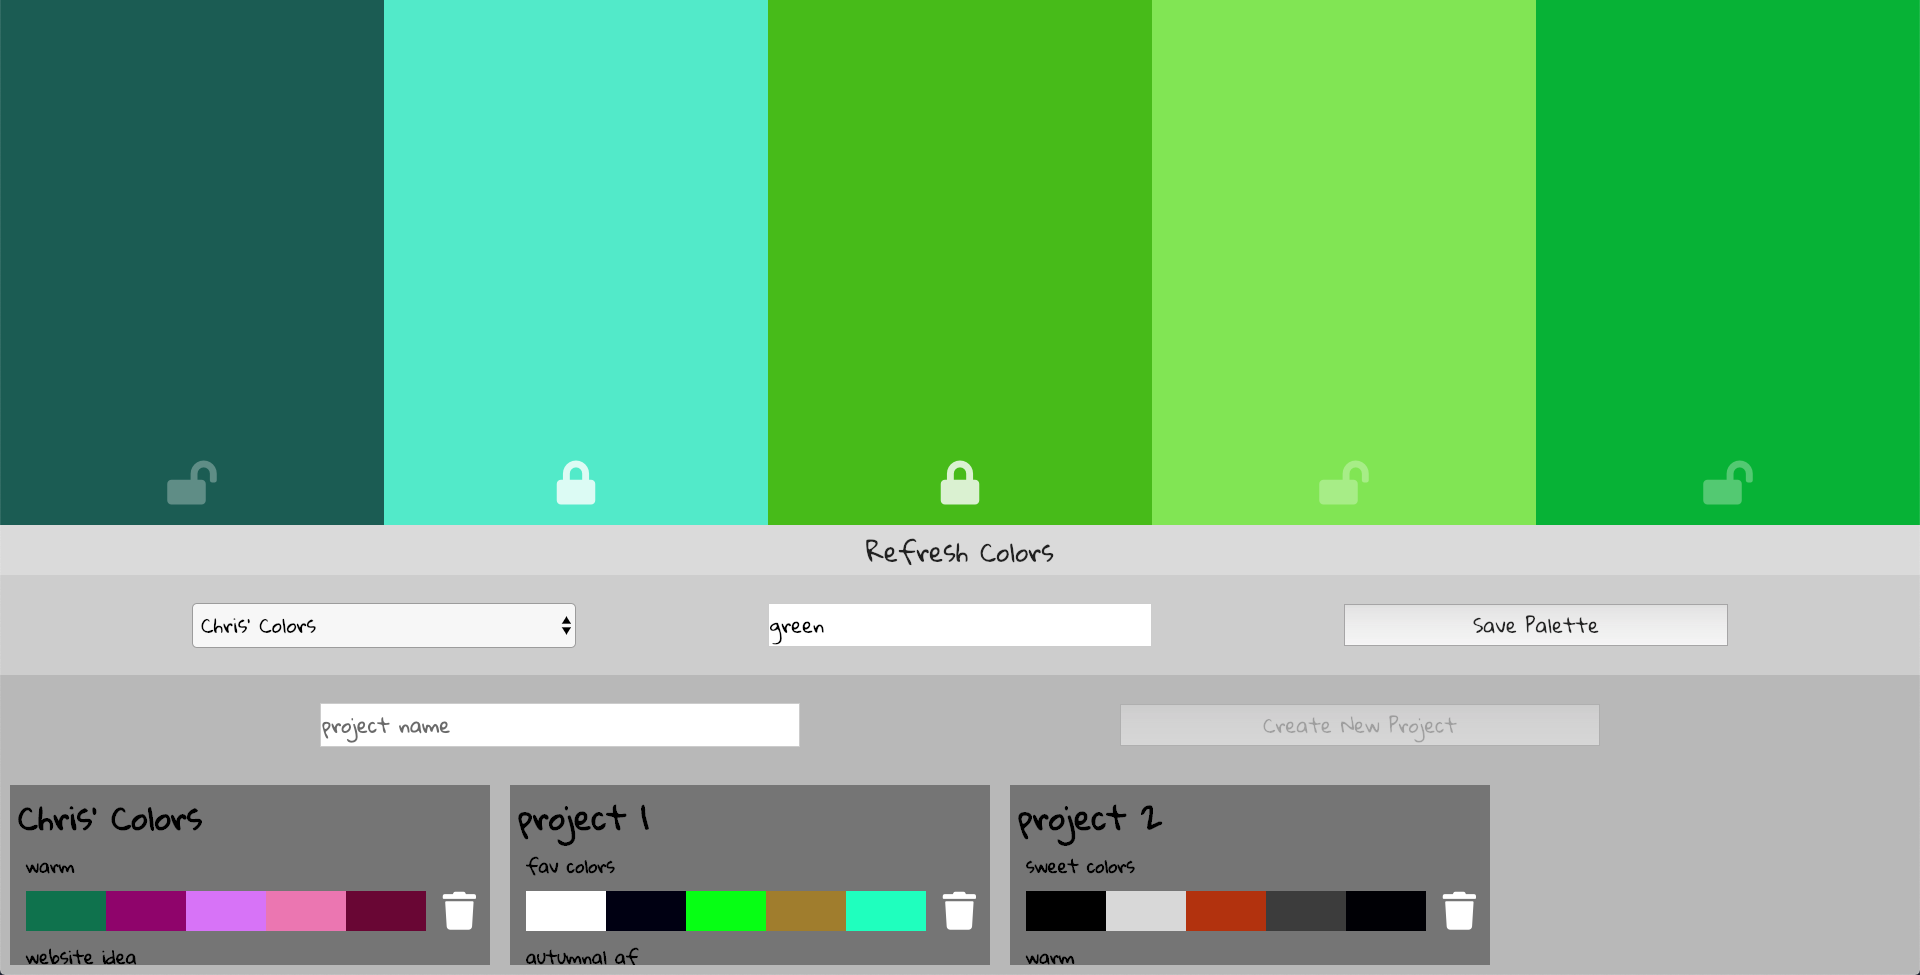 Refresh Colors
Chris' Colors
green
Save Palette
project name
Create New Project
Chris' Colors
warm
website idea
project 1
fav colors
autumnal af
project 2
sweet colors
warm